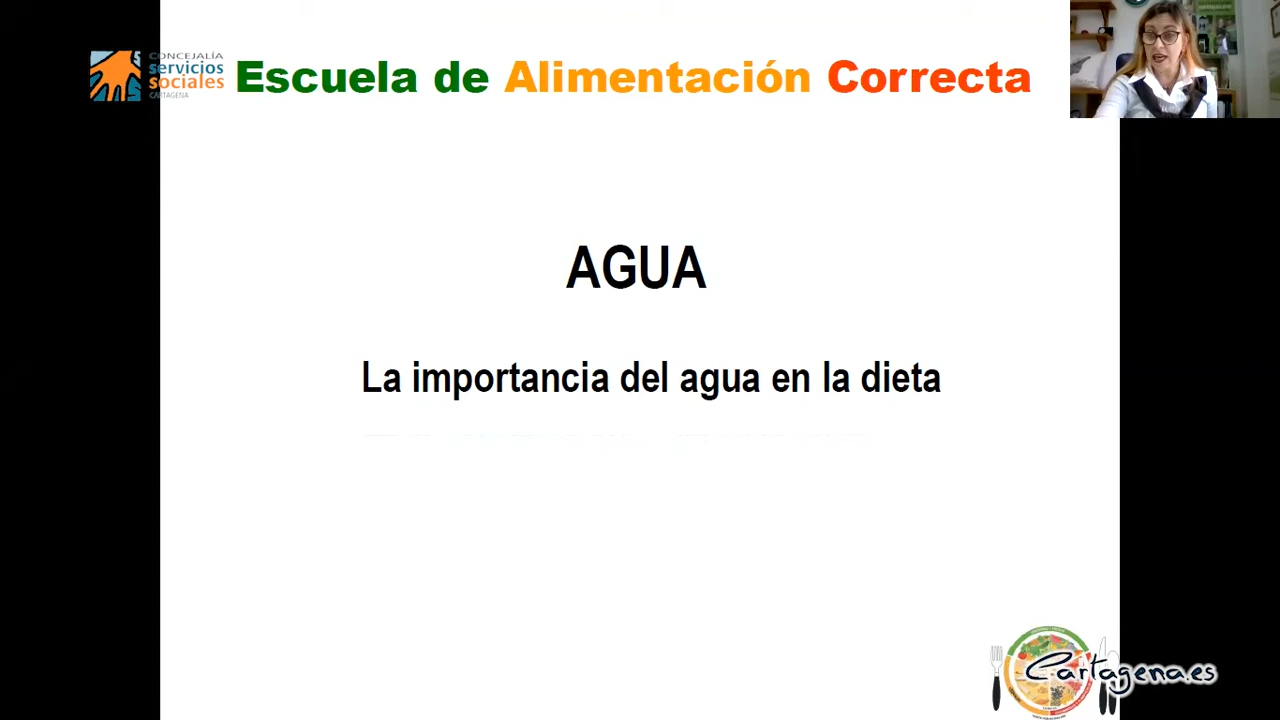 CONCEJALÍA
servicios
sociales
CARTAGENA
Escuela de Alimentación Correcta
AGUA
La importancia del agua en la dieta
Cartagena.es